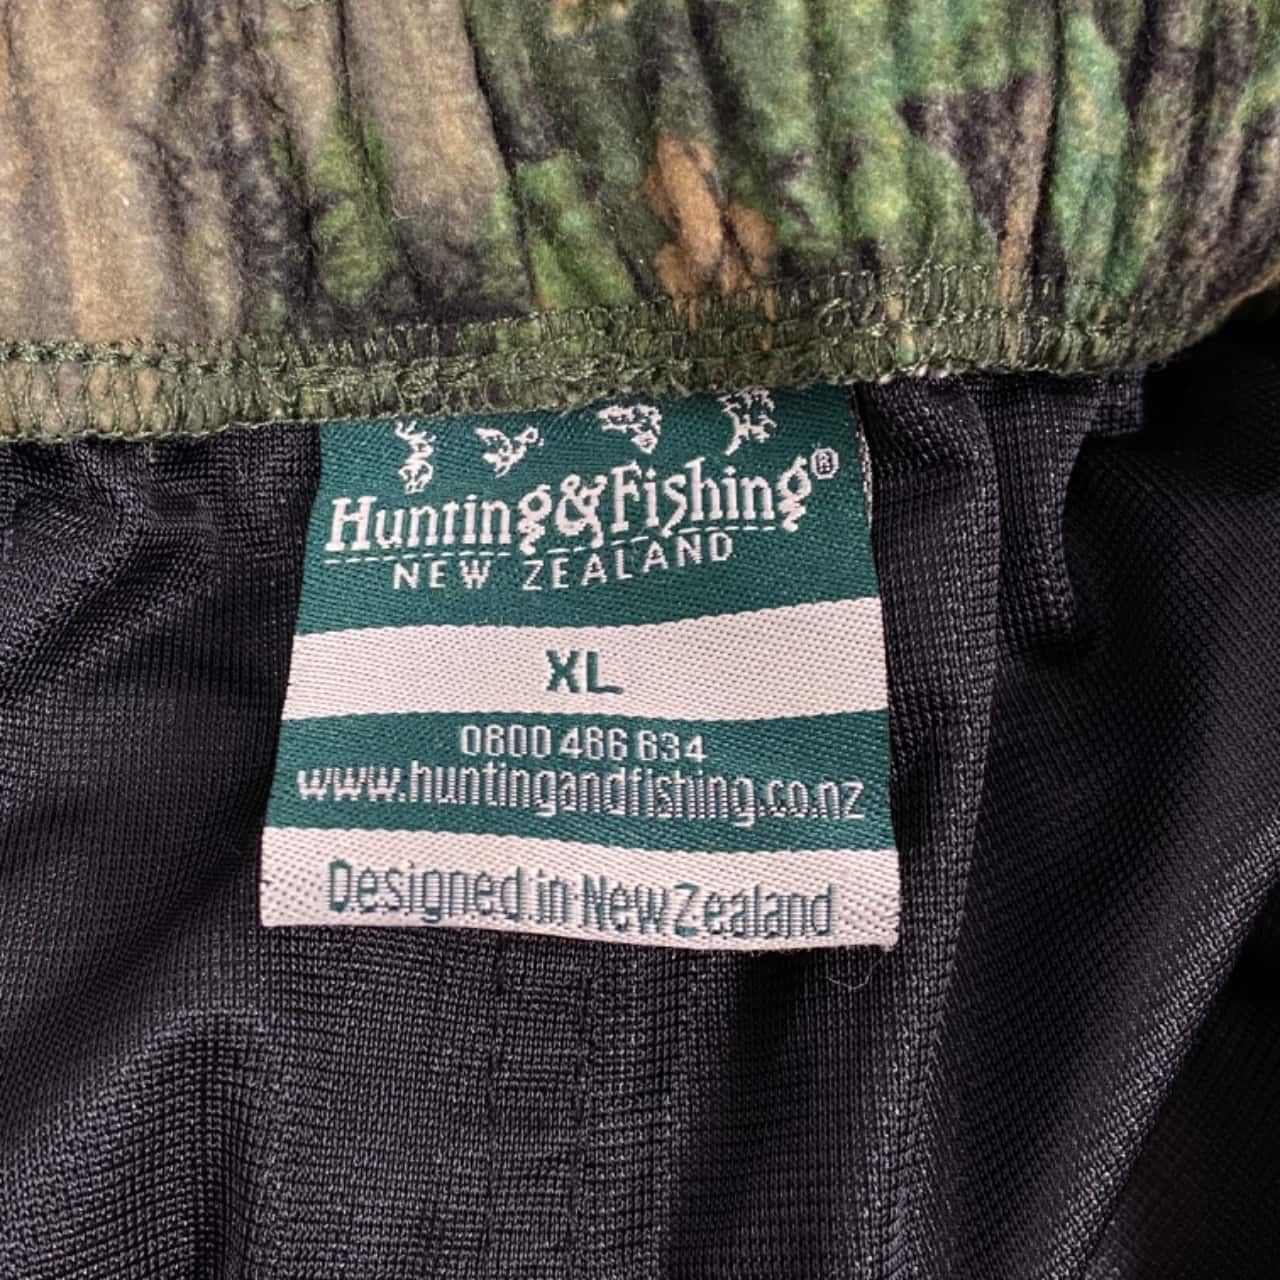 Hunting&Fishing®
NEW ZEALAND
XL
0800 466 634
www.huntingandfishing.co.nz
Designed in New Zealand